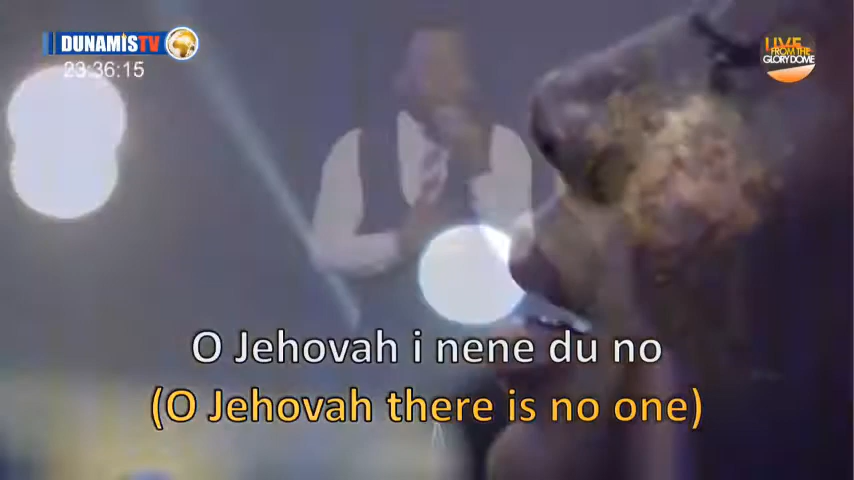 DUNAMIS TV
23:36:15
LIVE
FROM THE
GLORY DOME
O Jehovah i nene du no
(O Jehovah there is no one)